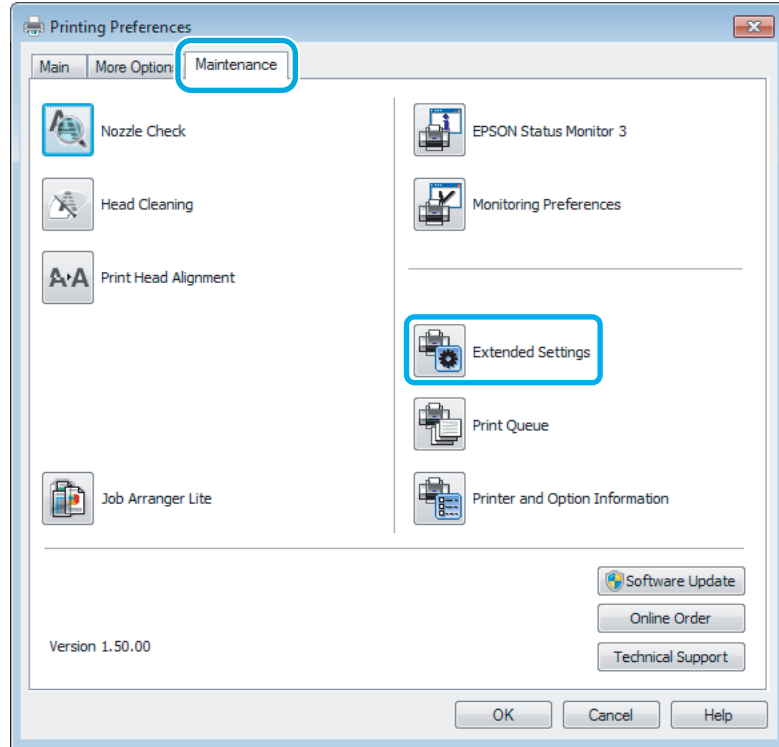 Printing Preferences
Main
More Option
Maintenance
Nozzle Check
EPSON Status Monitor 3
Head Cleaning
Monitoring Preferences
A
A
Print Head Alignment
Extended Settings
Print Queue
Job Arranger Lite
Printer and Option Information
Software Update
Online Order
Version 1.50.00
Technical Support
OK
Cancel
Help